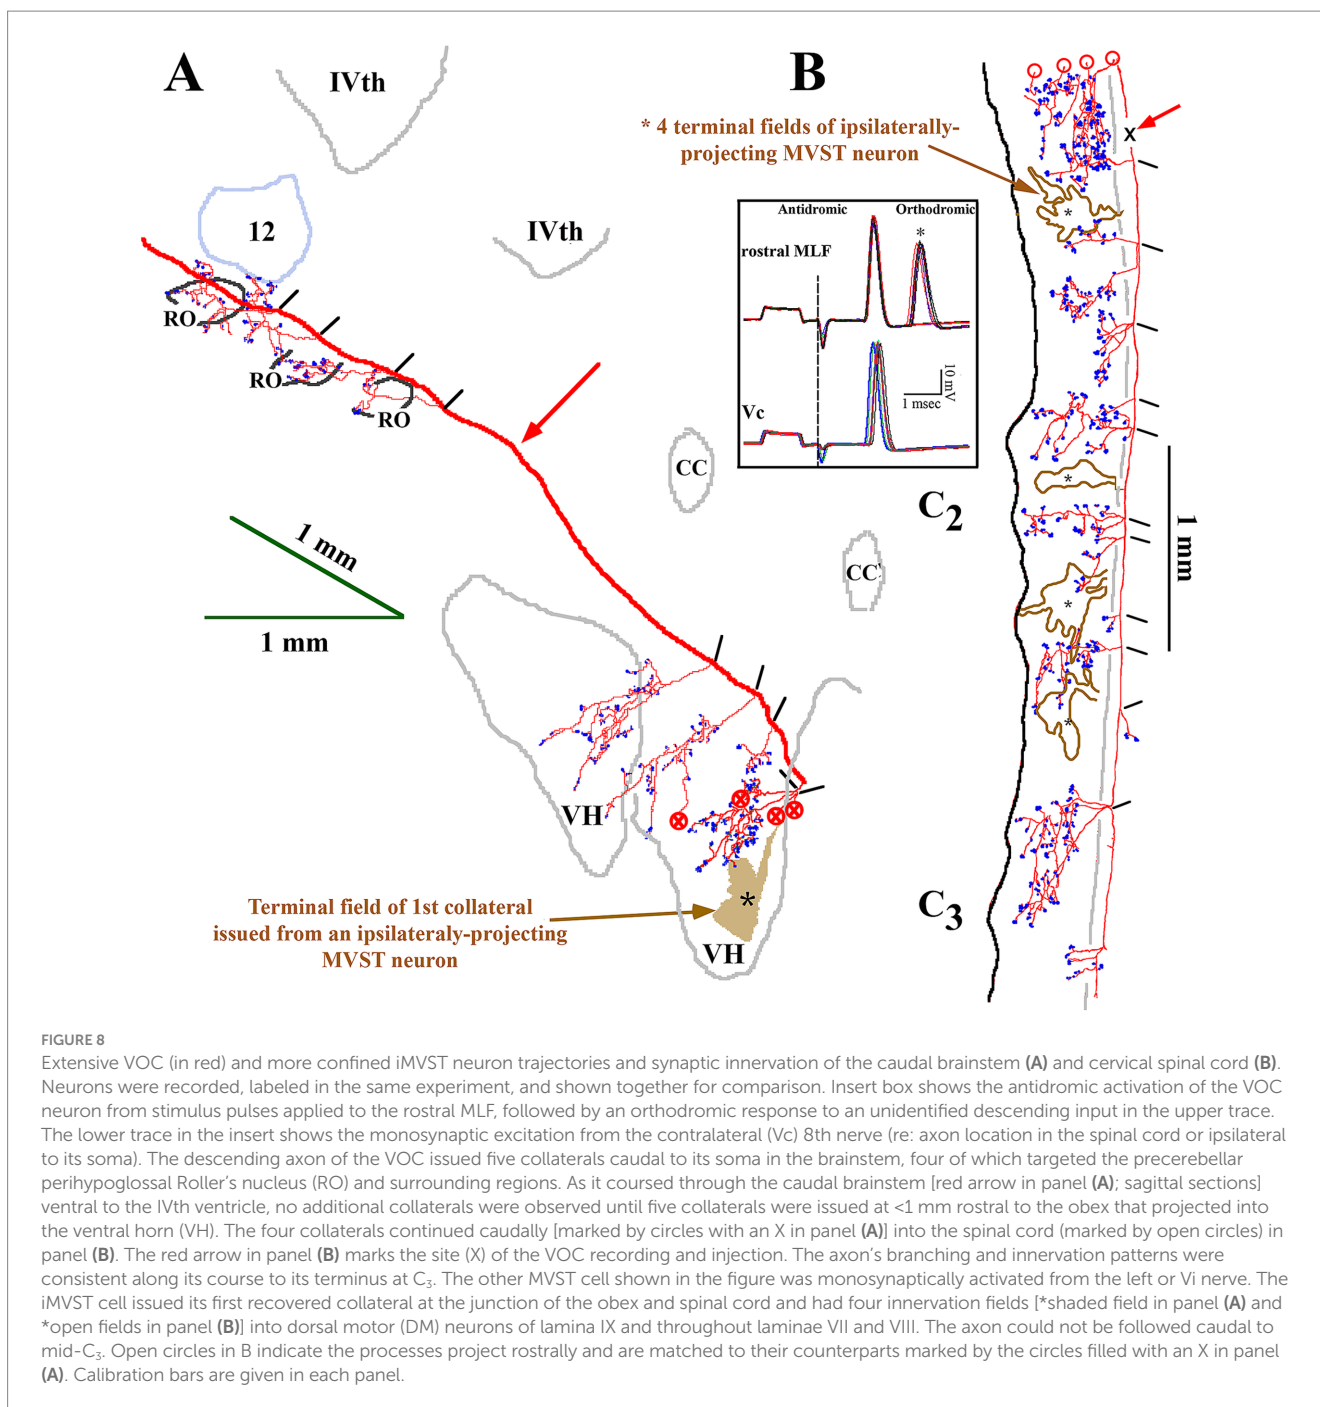 A
IVth
B
* 4 terminal fields of ipsilaterally-
projecting MVST neuron
X
12
IVth
Antidromic
Orthodromic
*
rostral MLF
10 mV
1 msec
Vc
RO
RO
RO
CC
CC
1 mm
1 mm
C2
1 mm
VH
Terminal field of 1st collateral
issued from an ipsilateraly-projecting
MVST neuron
*
VH
*
*
*
*
C3
FIGURE 8
Extensive VOC (in red) and more confined iMVST neuron trajectories and synaptic innervation of the caudal brainstem (A) and cervical spinal cord (B).
Neurons were recorded, labeled in the same experiment, and shown together for comparison. Insert box shows the antidromic activation of the VOC
neuron from stimulus pulses applied to the rostral MLF, followed by an orthodromic response to an unidentified descending input in the upper trace.
The lower trace in the insert shows the monosynaptic excitation from the contralateral (Vc) 8th nerve (re: axon location in the spinal cord or ipsilateral
to its soma). The descending axon of the VOC issued five collaterals caudal to its soma in the brainstem, four of which targeted the precerebellar
perihypoglossal Roller's nucleus (RO) and surrounding regions. As it coursed through the caudal brainstem [red arrow in panel (A); sagittal sections]
ventral to the IVth ventricle, no additional collaterals were observed until five collaterals were issued at <1 mm rostral to the obex that projected into
the ventral horn (VH). The four collaterals continued caudally [marked by circles with an X in panel (A)] into the spinal cord (marked by open circles) in
panel (B). The red arrow in panel (B) marks the site (X) of the VOC recording and injection. The axon's branching and innervation patterns were
consistent along its course to its terminus at C₃. The other MVST cell shown in the figure was monosynaptically activated from the left or Vi nerve. The
iMVST cell issued its first recovered collateral at the junction of the obex and spinal cord and had four innervation fields [*shaded field in panel (A) and
*open fields in panel (B)] into dorsal motor (DM) neurons of lamina IX and throughout laminae VII and VIII. The axon could not be followed caudal to
mid-C₃. Open circles in B indicate the processes project rostrally and are matched to their counterparts marked by the circles filled with an X in panel
(A). Calibration bars are given in each panel.